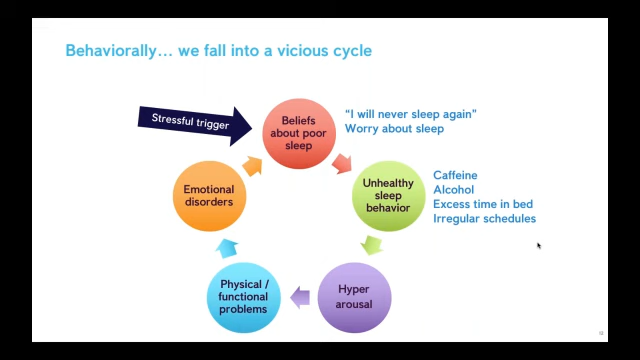 Behaviorally... we fall into a vicious cycle
Stressful trigger
Beliefs
about poor
sleep
"I will never sleep again"
Worry about sleep
Emotional
disorders
Unhealthy
sleep
behavior
Caffeine
Alcohol
Excess time in bed
Irregular schedules
Physical /
functional
problems
Hyper
arousal